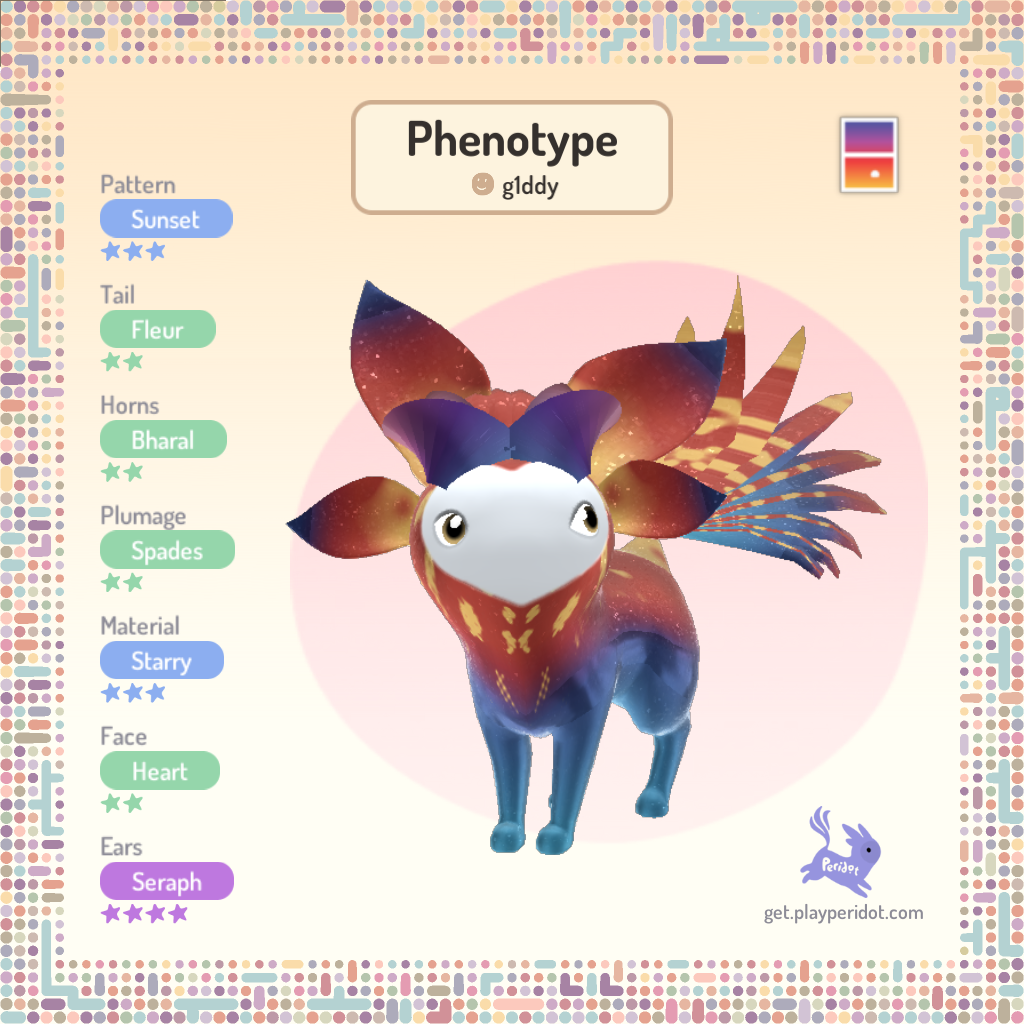 Phenotype
g1ddy
Pattern
Sunset
Tail
Fleur
Horns
Bharal
Plumage
Spades
Material
Starry
Face
Heart
Ears
Seraph
Peridot
get.playperidot.com